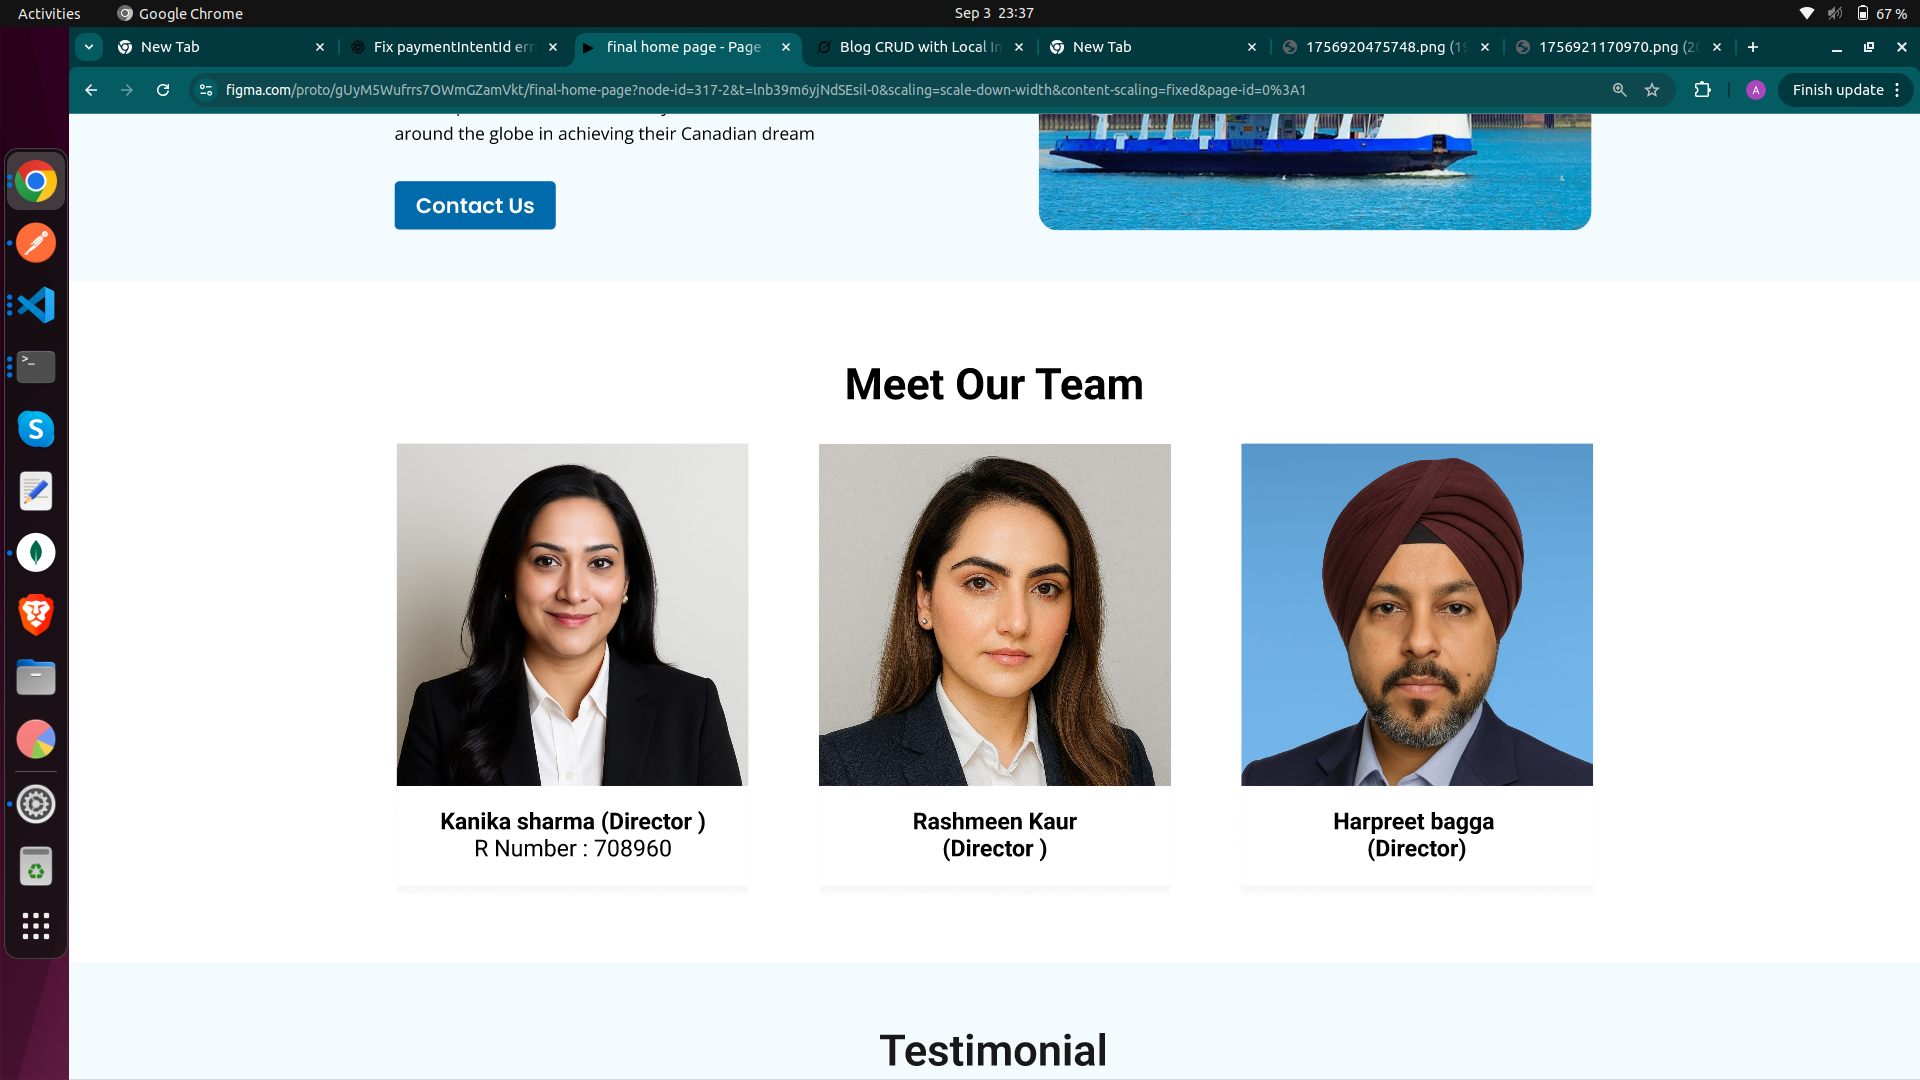 Activities
Google Chrome
Sep 3 23:37
67 %
New Tab
Fix paymentIntentId err
final home page - Page
Blog CRUD with Local In
New Tab
1756920475748.png (19
1756921170970.png (20
figma.com/proto/gUyM5Wufrrs7OWmGZamVkt/final-home-page?node-id=317-2&t=lnb39m6yjNdSEsil-0&scaling=scale-down-width&content-scaling=fixed&page-id=0%3A1
A
Finish update
around the globe in achieving their Canadian dream
Contact Us
Meet Our Team
Kanika sharma (Director )
R Number : 708960
Rashmeen Kaur
(Director )
Harpreet bagga
(Director)
Testimonial